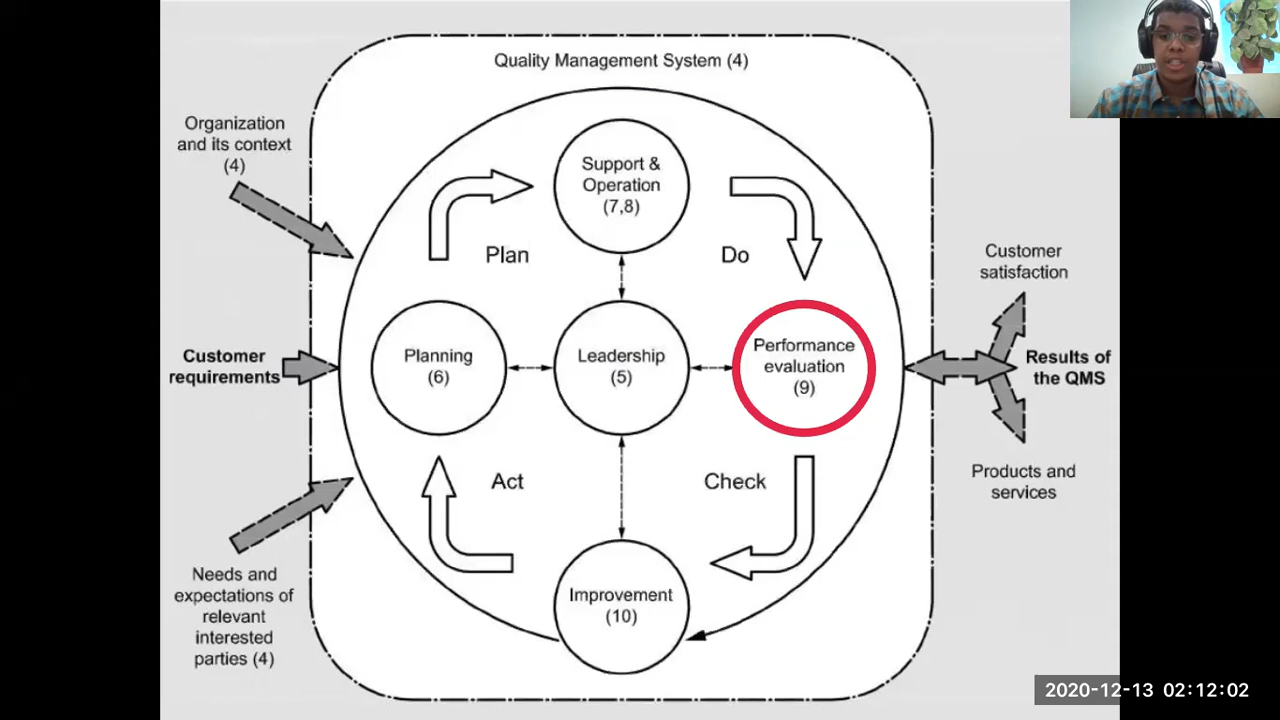 Quality Management System (4)
Organization
and its context
(4)
Support &
Operation
(7,8)
Plan
Do
Customer
satisfaction
Customer
requirements
Planning
(6)
Leadership
(5)
Performance
evaluation
(9)
Results of
the QMS
Act
Check
Products and
services
Needs and
expectations of
relevant
interested
parties (4)
Improvement
(10)
2020-12-13 02:12:02